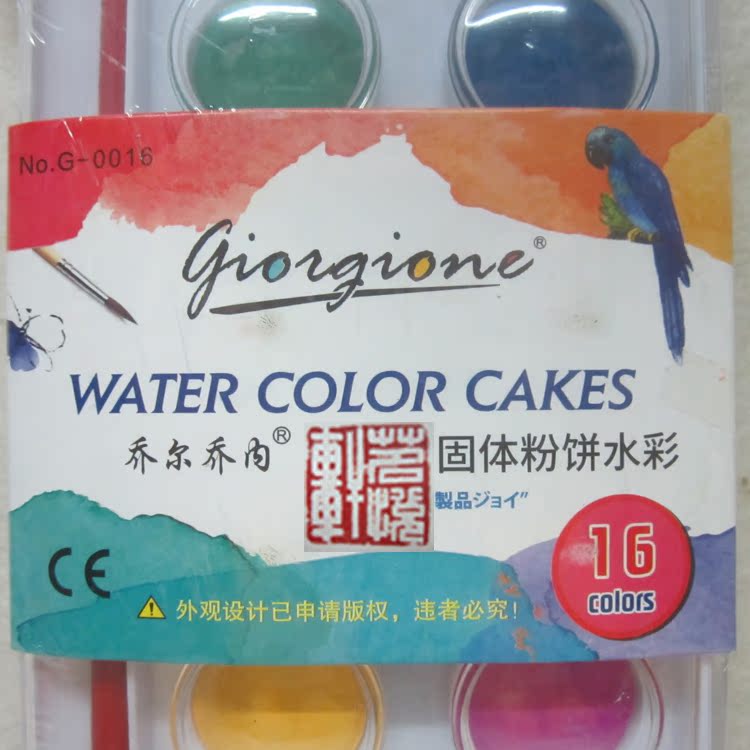 No.G-0016
giorgione®
WATER COLOR CAKES
乔尔乔内® 固体粉饼水彩
製品ジョイ”
16
colors
CE
外观设计已申请版权，违者必究！